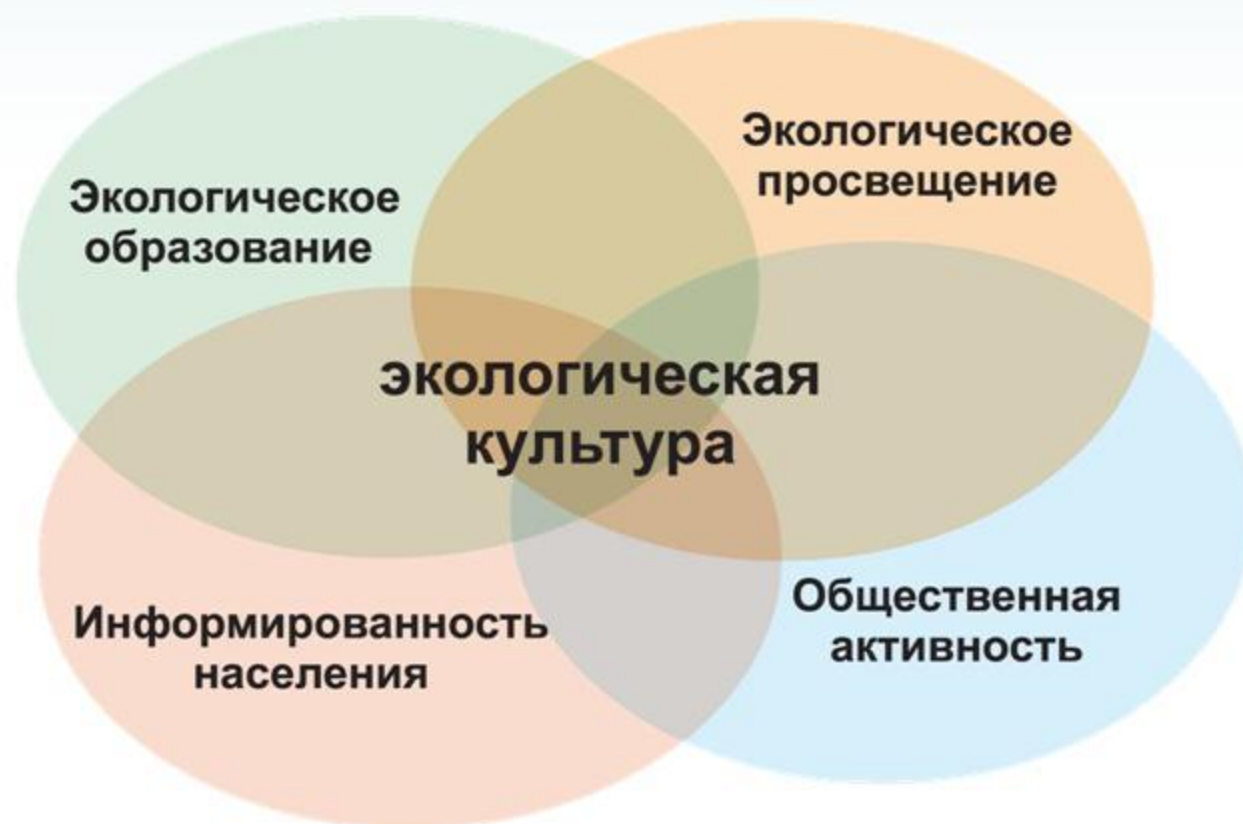 Экологическое
образование
Экологическое
просвещение
экологическая
культура
Информированность
населения
Общественная
активность